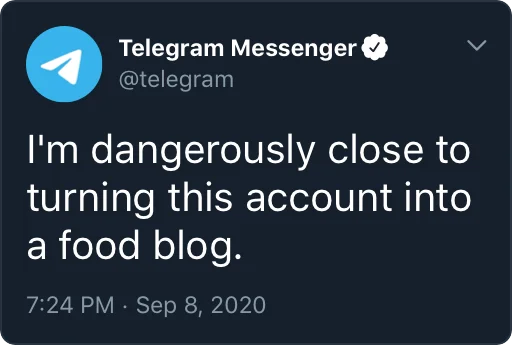 Telegram Messenger
@telegram
I'm dangerously close to
turning this account into
a food blog.
7:24 PM · Sep 8, 2020